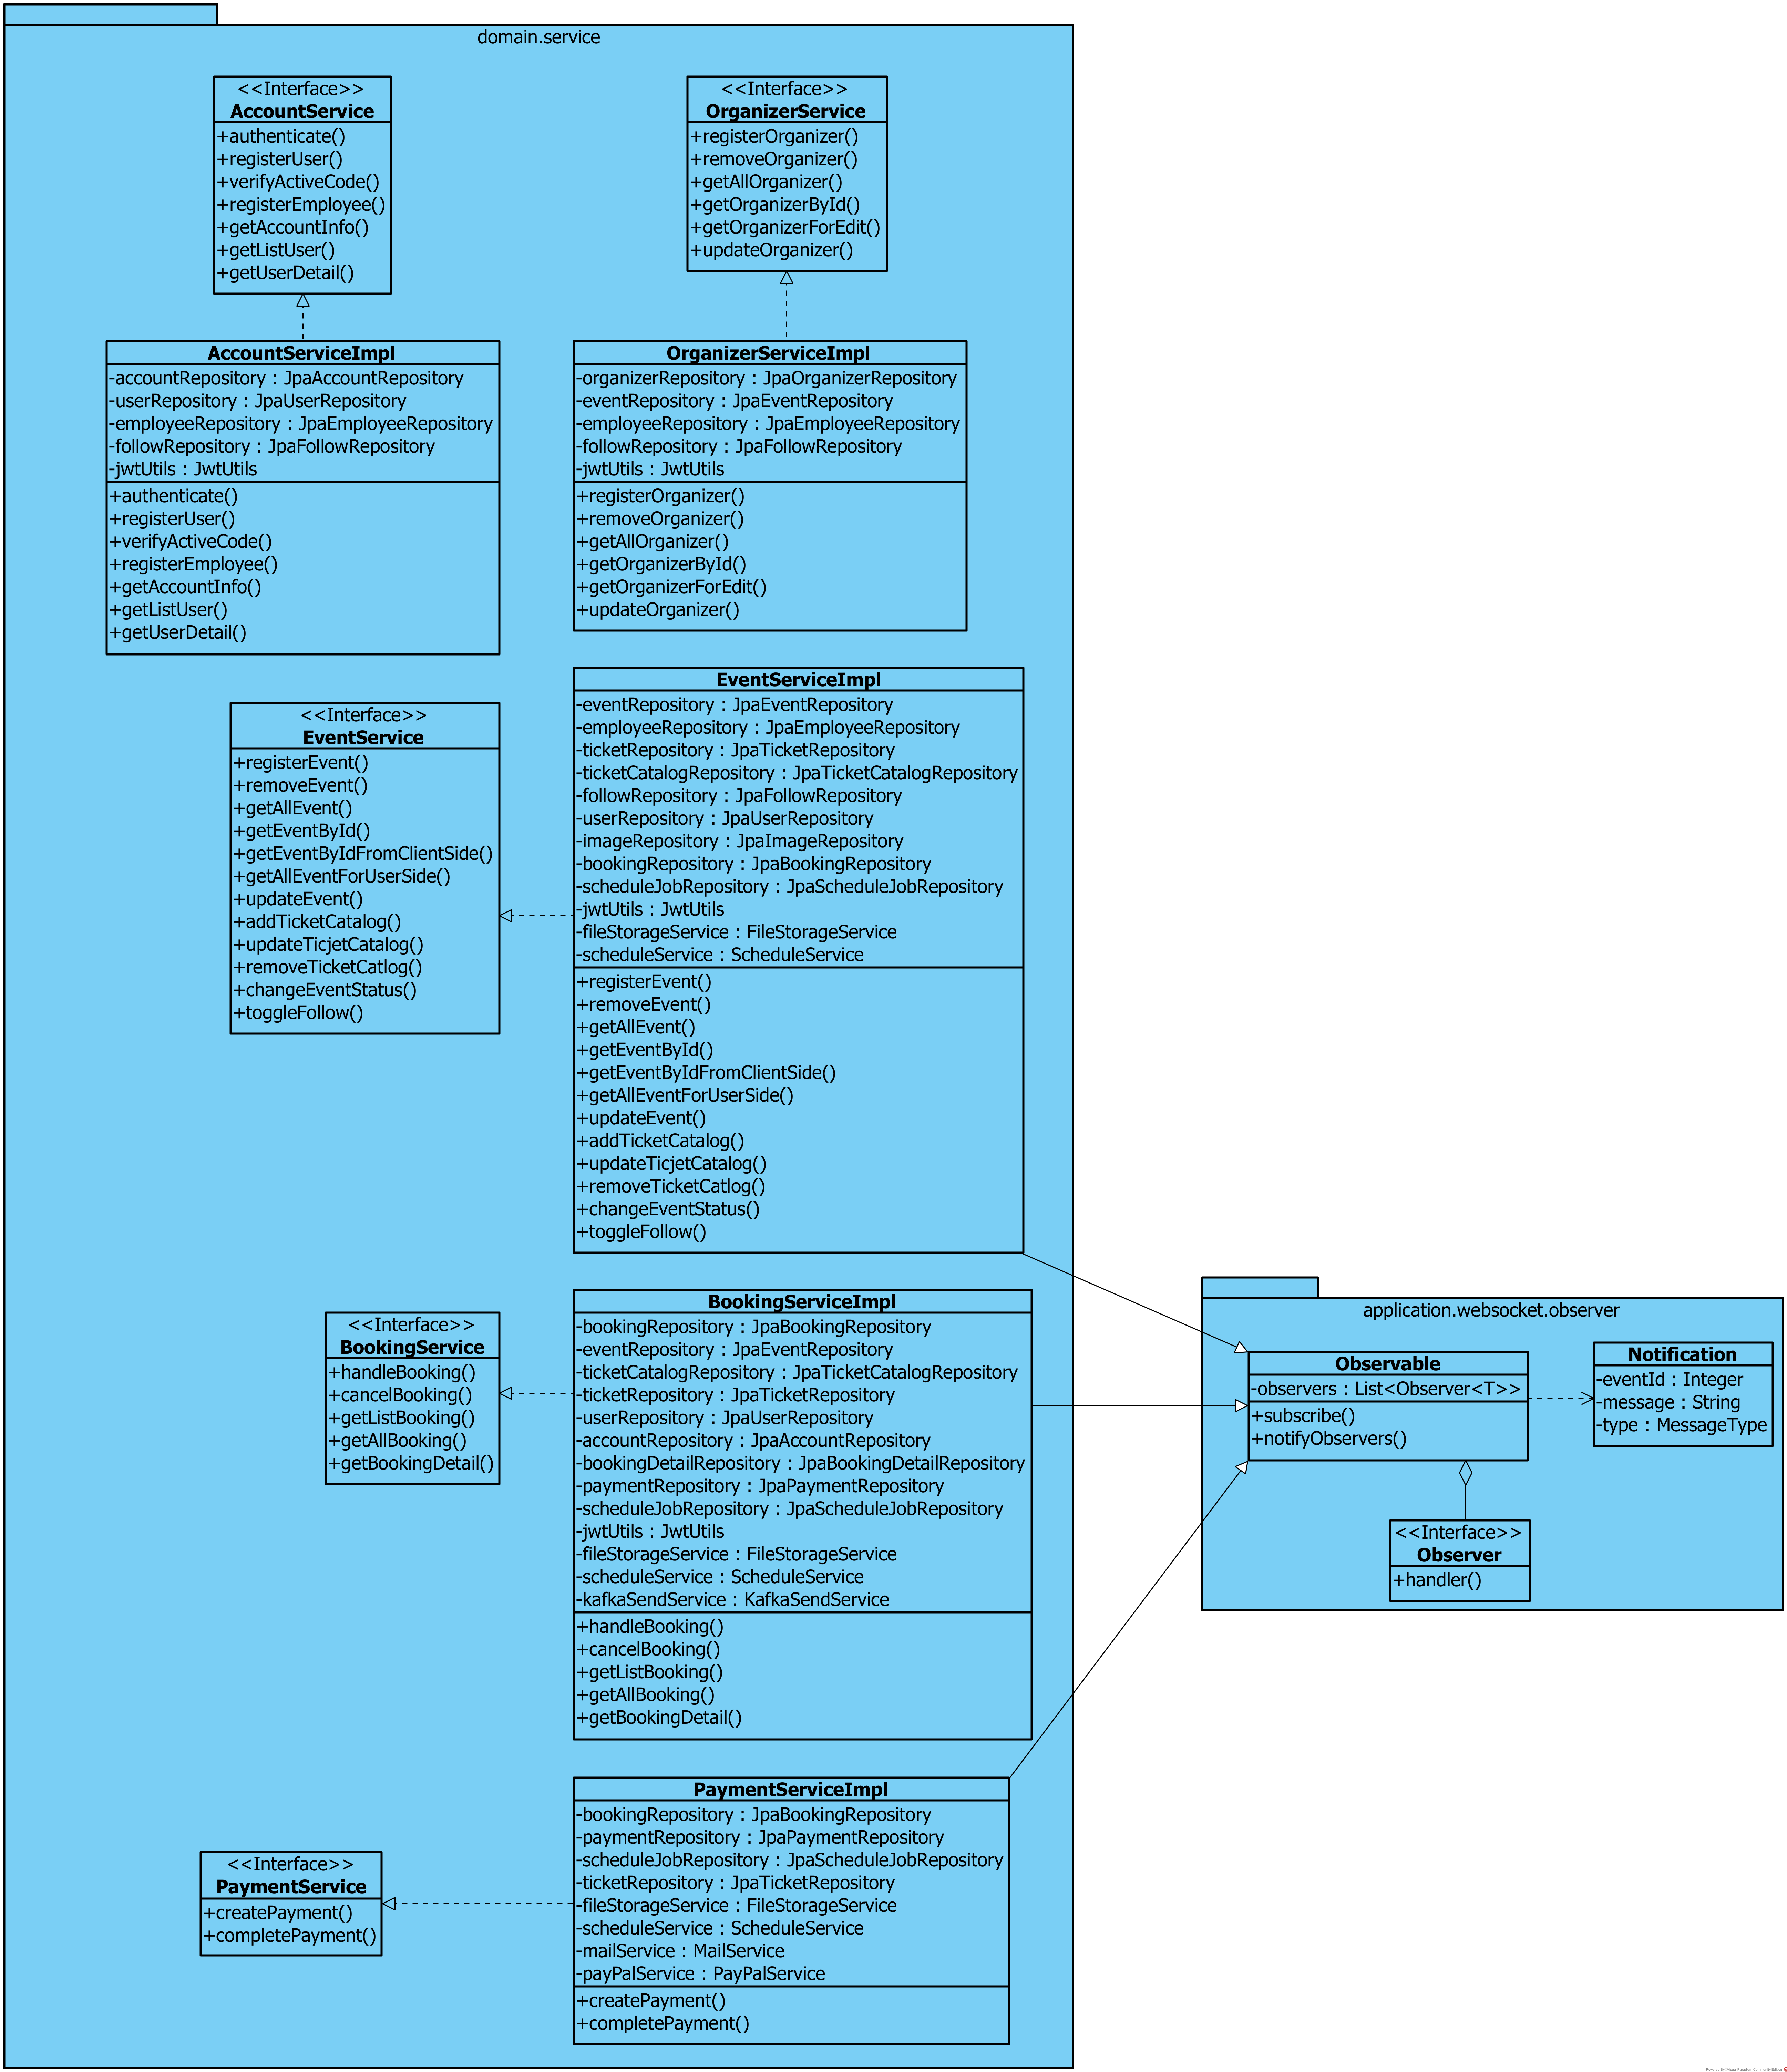 domain.service
<<Interface>>
AccountService
+authenticate()
+registerUser()
+verifyActiveCode()
+registerEmployee()
+getAccountInfo()
+getListUser()
+getUserDetail()
<<Interface>>
OrganizerService
+registerOrganizer()
+removeOrganizer()
+getAllOrganizer()
+getOrganizerById()
+getOrganizerForEdit()
+updateOrganizer()
AccountServiceImpl
-accountRepository : JpaAccountRepository
-userRepository : JpaUserRepository
-employeeRepository : JpaEmployeeRepository
-followRepository : JpaFollowRepository
-jwtUtils : JwtUtils
+authenticate()
+registerUser()
+verifyActiveCode()
+registerEmployee()
+getAccountInfo()
+getListUser()
+getUserDetail()
OrganizerServiceImpl
-organizerRepository : JpaOrganizerRepository
-eventRepository : JpaEventRepository
-employeeRepository : JpaEmployeeRepository
-followRepository : JpaFollowRepository
-jwtUtils : JwtUtils
+registerOrganizer()
+removeOrganizer()
+getAllOrganizer()
+getOrganizerById()
+getOrganizerForEdit()
+updateOrganizer()
<<Interface>>
EventService
+registerEvent()
+removeEvent()
+getAllEvent()
+getEventById()
+getEventByIdFromClientSide()
+getAllEventForUserSide()
+updateEvent()
+addTicketCatalog()
+updateTicjetCatalog()
+removeTicketCatlog()
+changeEventStatus()
+toggleFollow()
EventServiceImpl
-eventRepository : JpaEventRepository
-employeeRepository : JpaEmployeeRepository
-ticketRepository : JpaTicketRepository
-ticketCatalogRepository : JpaTicketCatalogRepository
-followRepository : JpaFollowRepository
-userRepository : JpaUserRepository
-imageRepository : JpaImageRepository
-bookingRepository : JpaBookingRepository
-scheduleJobRepository : JpaScheduleJobRepository
-jwtUtils : JwtUtils
-fileStorageService : FileStorageService
-scheduleService : ScheduleService
+registerEvent()
+removeEvent()
+getAllEvent()
+getEventById()
+getEventByIdFromClientSide()
+getAllEventForUserSide()
+updateEvent()
+addTicketCatalog()
+updateTicjetCatalog()
+removeTicketCatlog()
+changeEventStatus()
+toggleFollow()
<<Interface>>
BookingService
+handleBooking()
+cancelBooking()
+getListBooking()
+getAllBooking()
+getBookingDetail()
BookingServiceImpl
-bookingRepository : JpaBookingRepository
-eventRepository : JpaEventRepository
-ticketCatalogRepository : JpaTicketCatalogRepository
-ticketRepository : JpaTicketRepository
-userRepository : JpaUserRepository
-accountRepository : JpaAccountRepository
-bookingDetailRepository : JpaBookingDetailRepository
-paymentRepository : JpaPaymentRepository
-scheduleJobRepository : JpaScheduleJobRepository
-jwtUtils : JwtUtils
-fileStorageService : FileStorageService
-scheduleService : ScheduleService
-kafkaSendService : KafkaSendService
+handleBooking()
+cancelBooking()
+getListBooking()
+getAllBooking()
+getBookingDetail()
<<Interface>>
PaymentService
+createPayment()
+completePayment()
PaymentServiceImpl
-bookingRepository : JpaBookingRepository
-paymentRepository : JpaPaymentRepository
-scheduleJobRepository : JpaScheduleJobRepository
-ticketRepository : JpaTicketRepository
-fileStorageService : FileStorageService
-scheduleService : ScheduleService
-mailService : MailService
-payPalService : PayPalService
+createPayment()
+completePayment()
application.websocket.observer
Observable
-observers : List<Observer<T>>
+subscribe()
+notifyObservers()
Notification
-eventId : Integer
-message : String
-type : MessageType
<<Interface>>
Observer
+handler()
Powered By Visual Paradigm Community Edition